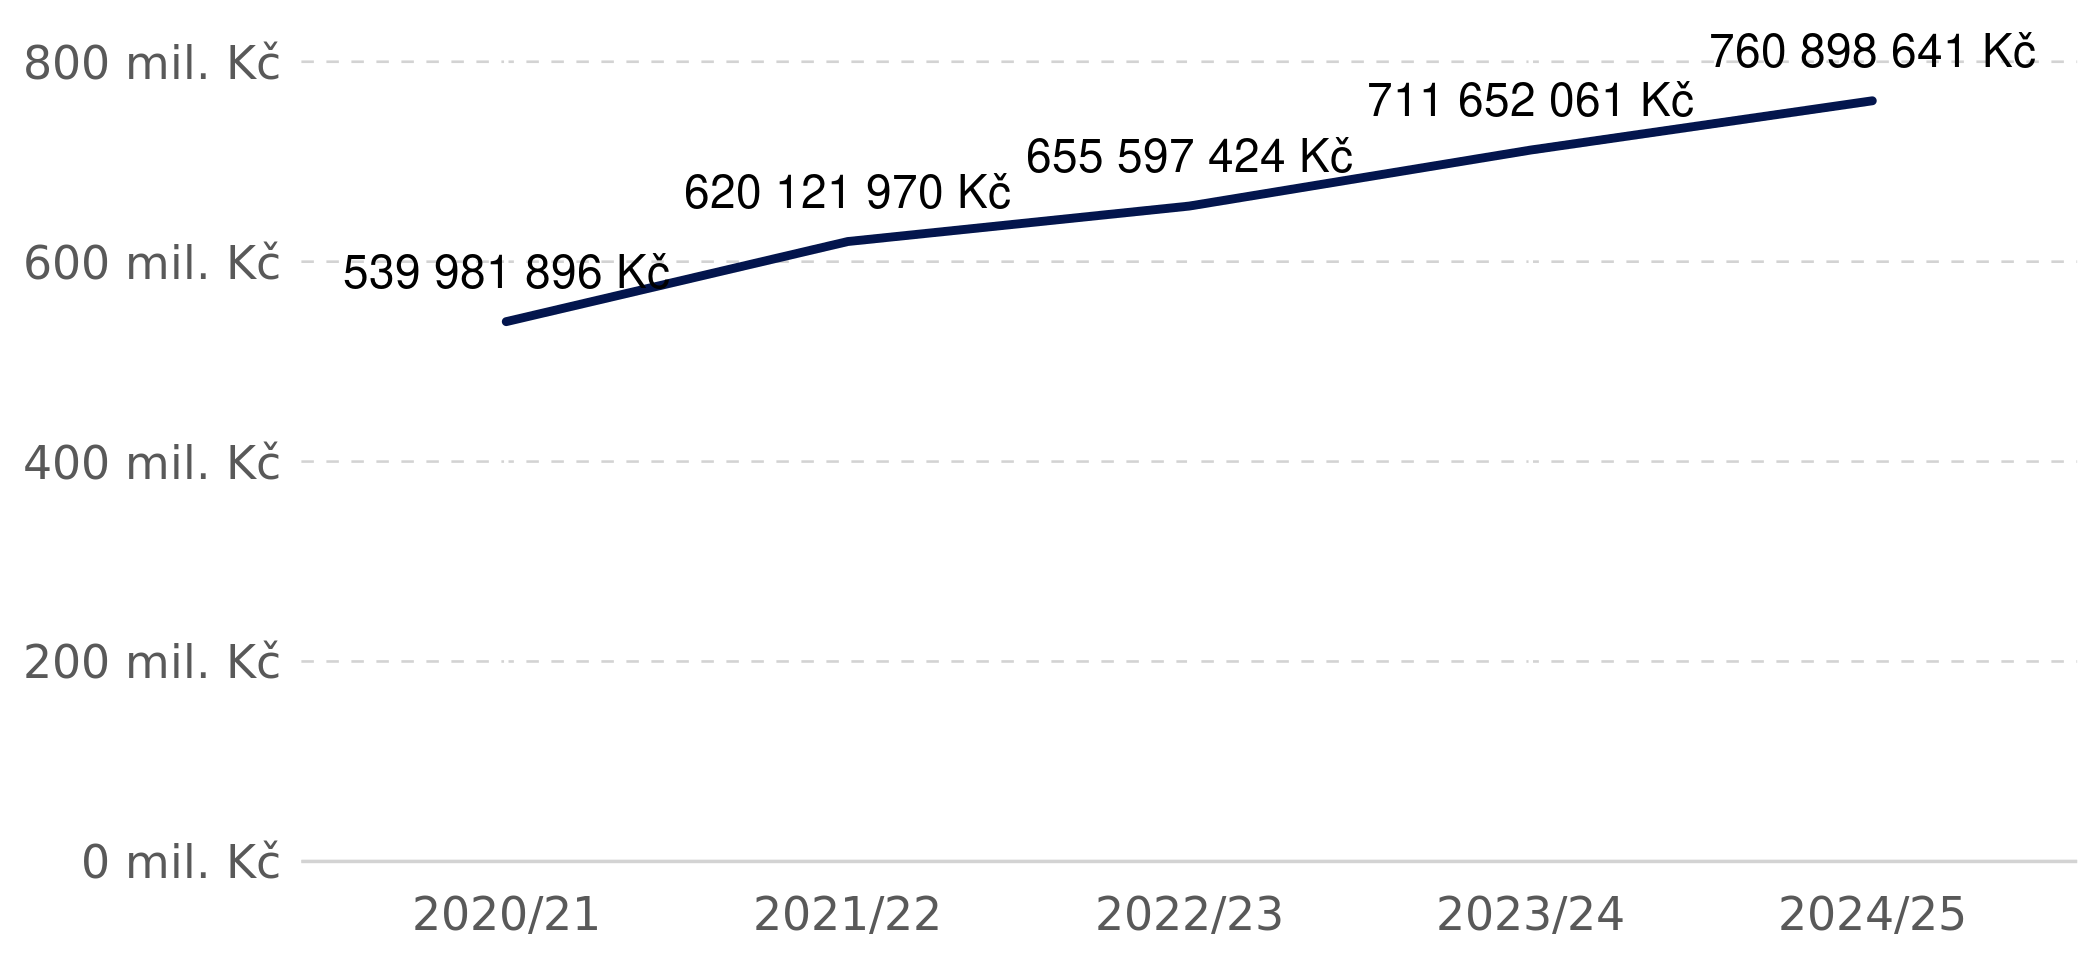 800 mil. Kč
600 mil. Kč
400 mil. Kč
200 mil. Kč
0 mil. Kč
539 981 896 Kč
620 121 970 Kč
655 597 424 Kč
711 652 061 Kč
760 898 641 Kč
2020/21
2021/22
2022/23
2023/24
2024/25